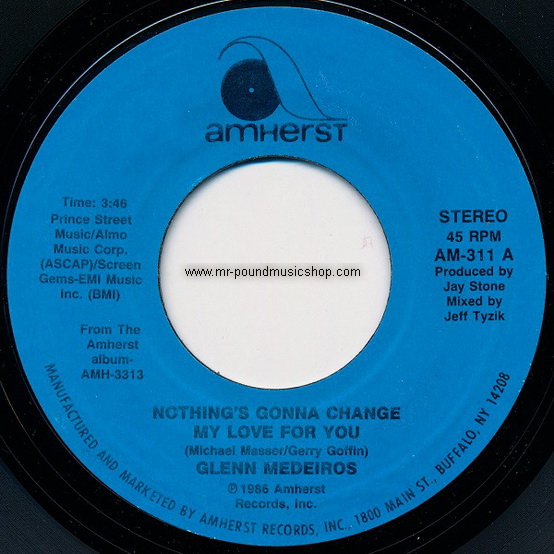 amHerST
Time: 3:46
Prince Street
Music/Almo
Music Corp.
(ASCAP)/Screen
Gems-EMI Music
Inc. (BMI)
From The
Amherst
album-
AMH-3313
STEREO
45 RPM
AM-311 A
Produced by
Jay Stone
Mixed by
Jeff Tyzik
www.mr-poundmusicshop.com
NOTHING'S GONNA CHANGE
MY LOVE FOR YOU
(Michael Masser/Gerry Goffin)
GLENN MEDEIROS
℗1986 Amherst
Records, Inc.
MANUFACTURED AND MARKETED BY AMHERST RECORDS, INC., 1800 MAIN ST., BUFFALO, NY 14208